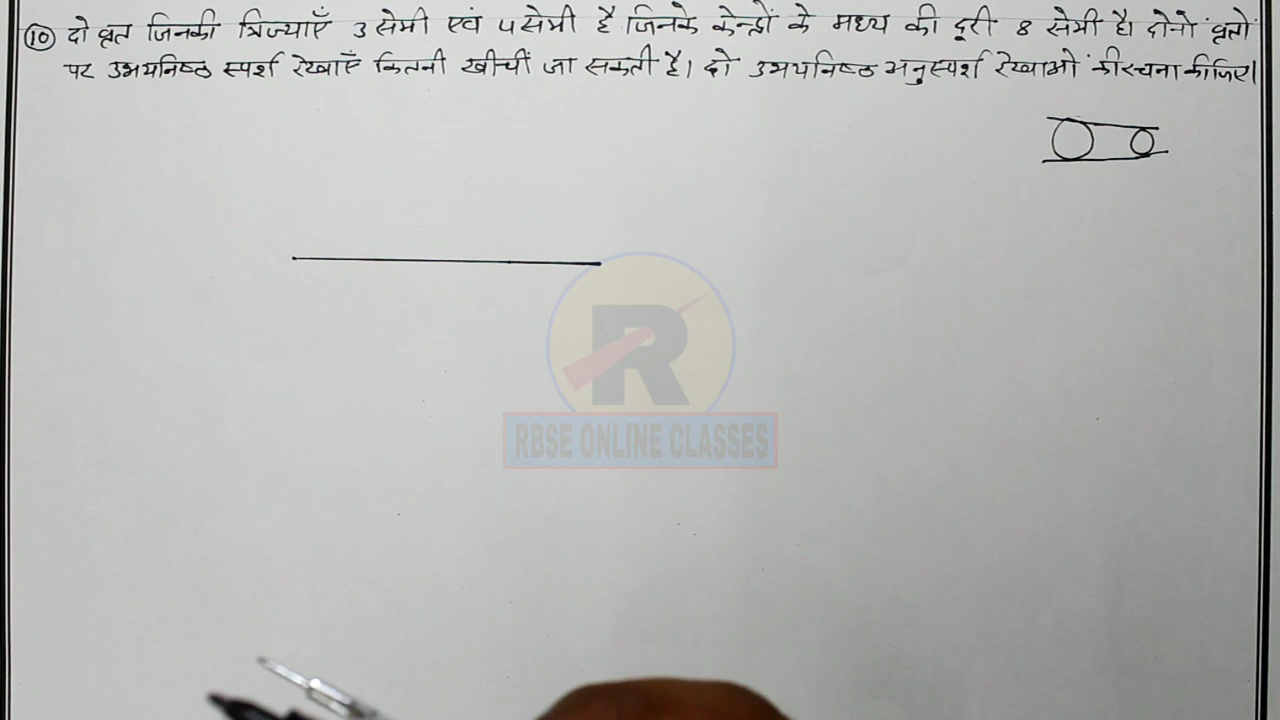 ⑩ दो वृत जिनकी त्रिज्याएँ 3 सेमी एवं 4 सेमी है जिनके केन्द्रों के मध्य की दूरी 8 सेमी है। दोनो वृतों
पर उभयनिष्ठ स्पर्श रेखाएँ कितनी खीचीं जा सकती है। दो उभयनिष्ठ अनुस्पर्श रेखाओं की रचना कीजिए।
R
RBSE ONLINE CLASSES